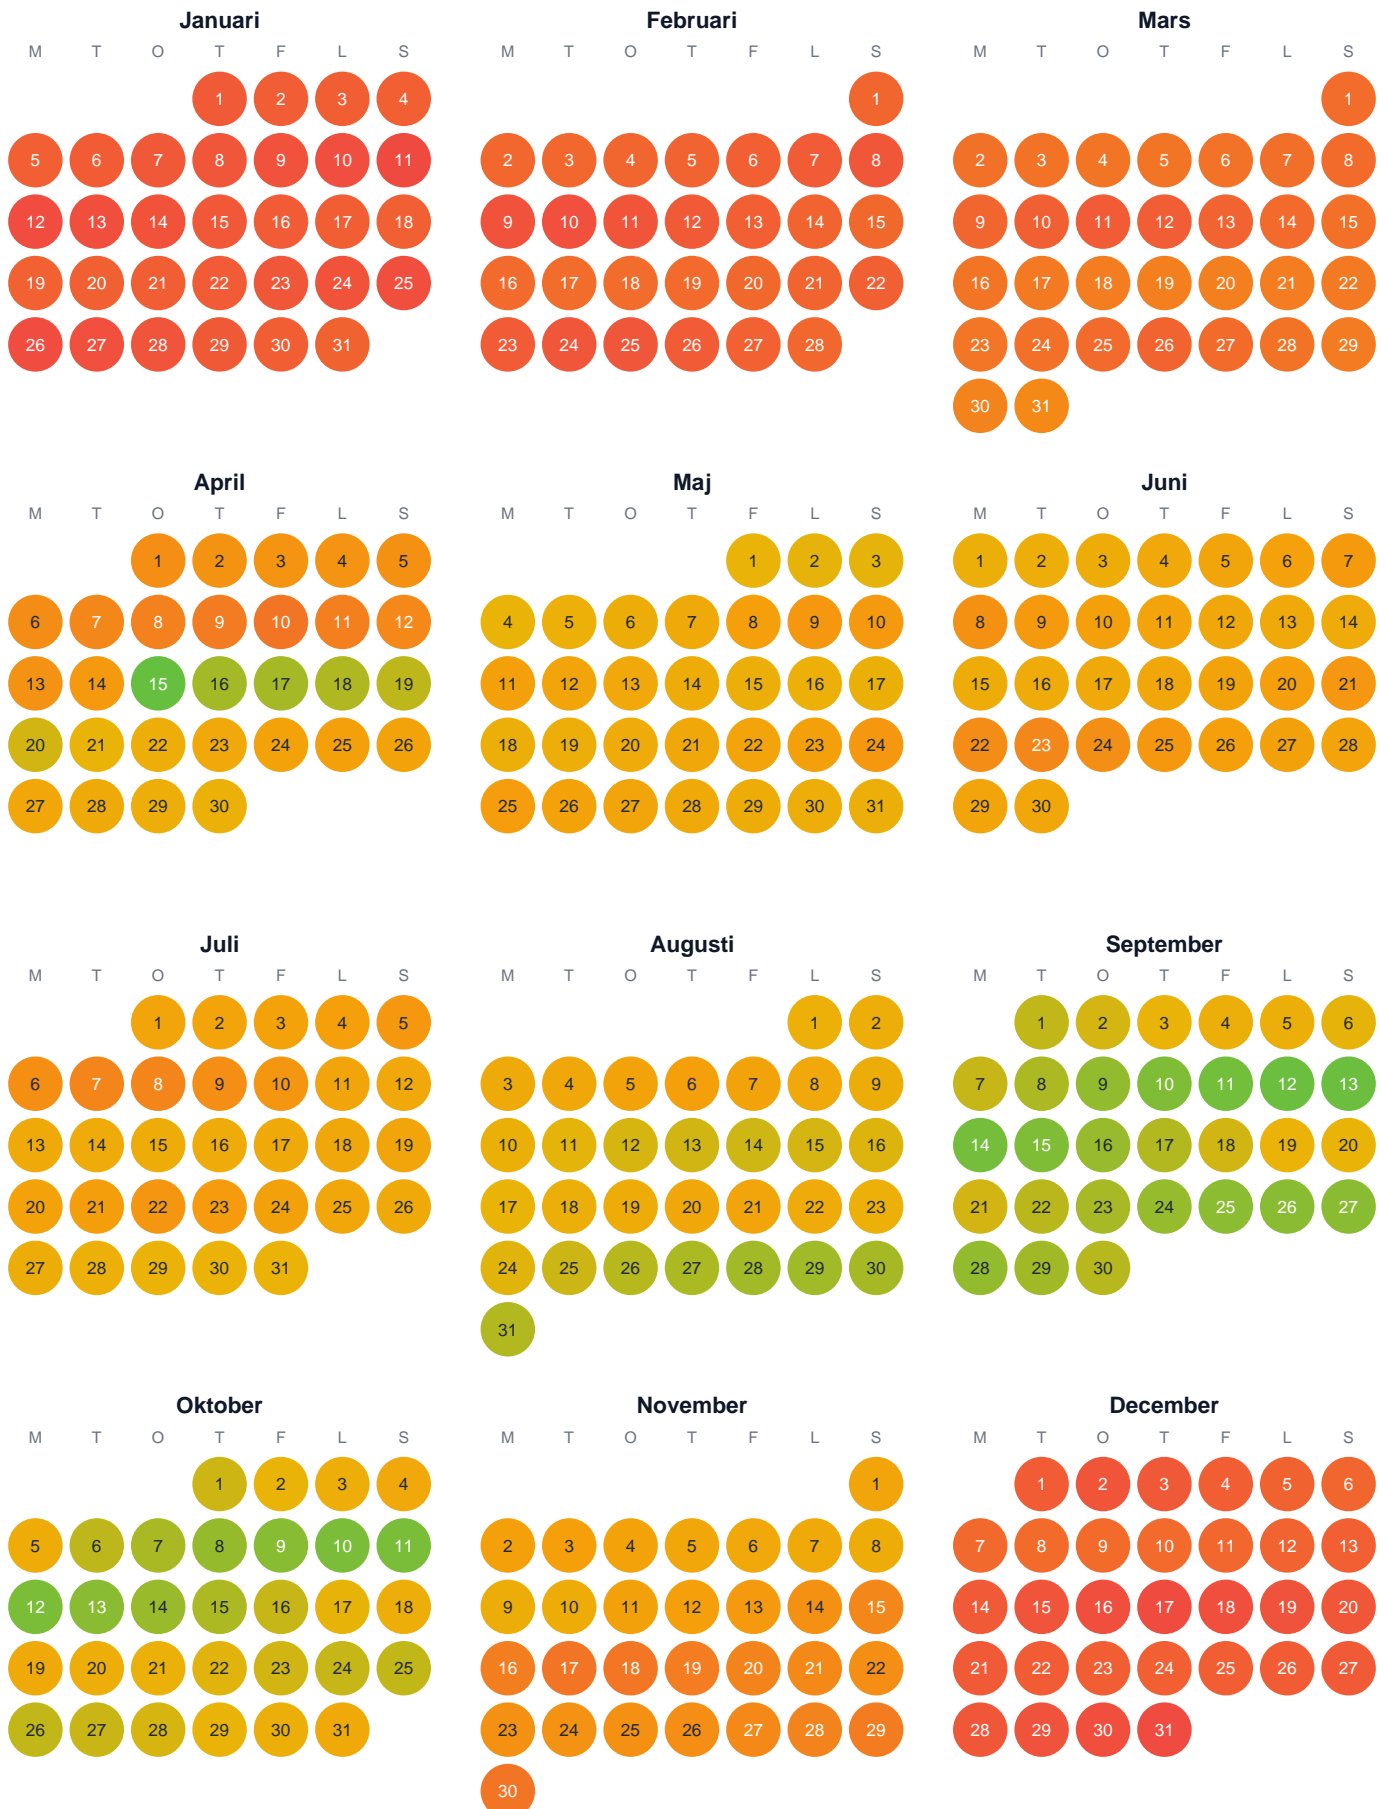 Januari
M T O T F L S
1 2 3 4
5 6 7 8 9 10 11
12 13 14 15 16 17 18
19 20 21 22 23 24 25
26 27 28 29 30 31
Februari
M T O T F L S
1
2 3 4 5 6 7 8
9 10 11 12 13 14 15
16 17 18 19 20 21 22
23 24 25 26 27 28
Mars
M T O T F L S
1
2 3 4 5 6 7 8
9 10 11 12 13 14 15
16 17 18 19 20 21 22
23 24 25 26 27 28 29
30 31
April
M T O T F L S
1 2 3 4 5
6 7 8 9 10 11 12
13 14 15 16 17 18 19
20 21 22 23 24 25 26
27 28 29 30
Maj
M T O T F L S
1 2 3
4 5 6 7 8 9 10
11 12 13 14 15 16 17
18 19 20 21 22 23 24
25 26 27 28 29 30 31
Juni
M T O T F L S
1 2 3 4 5 6 7
8 9 10 11 12 13 14
15 16 17 18 19 20 21
22 23 24 25 26 27 28
29 30
Juli
M T O T F L S
1 2 3 4 5
6 7 8 9 10 11 12
13 14 15 16 17 18 19
20 21 22 23 24 25 26
27 28 29 30 31
Augusti
M T O T F L S
1 2
3 4 5 6 7 8 9
10 11 12 13 14 15 16
17 18 19 20 21 22 23
24 25 26 27 28 29 30
31
September
M T O T F L S
1 2 3 4 5 6
7 8 9 10 11 12 13
14 15 16 17 18 19 20
21 22 23 24 25 26 27
28 29 30
Oktober
M T O T F L S
1 2 3 4
5 6 7 8 9 10 11
12 13 14 15 16 17 18
19 20 21 22 23 24 25
26 27 28 29 30 31
November
M T O T F L S
1
2 3 4 5 6 7 8
9 10 11 12 13 14 15
16 17 18 19 20 21 22
23 24 25 26 27 28 29
30
December
M T O T F L S
1 2 3 4 5 6
7 8 9 10 11 12 13
14 15 16 17 18 19 20
21 22 23 24 25 26 27
28 29 30 31